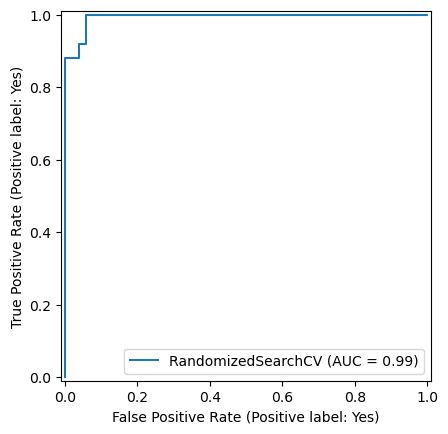 1.0
0.8
0.6
0.4
0.2
0.0
True Positive Rate (Positive label: Yes)
RandomizedSearchCV (AUC = 0.99)
0.0 0.2 0.4 0.6 0.8 1.0
False Positive Rate (Positive label: Yes)